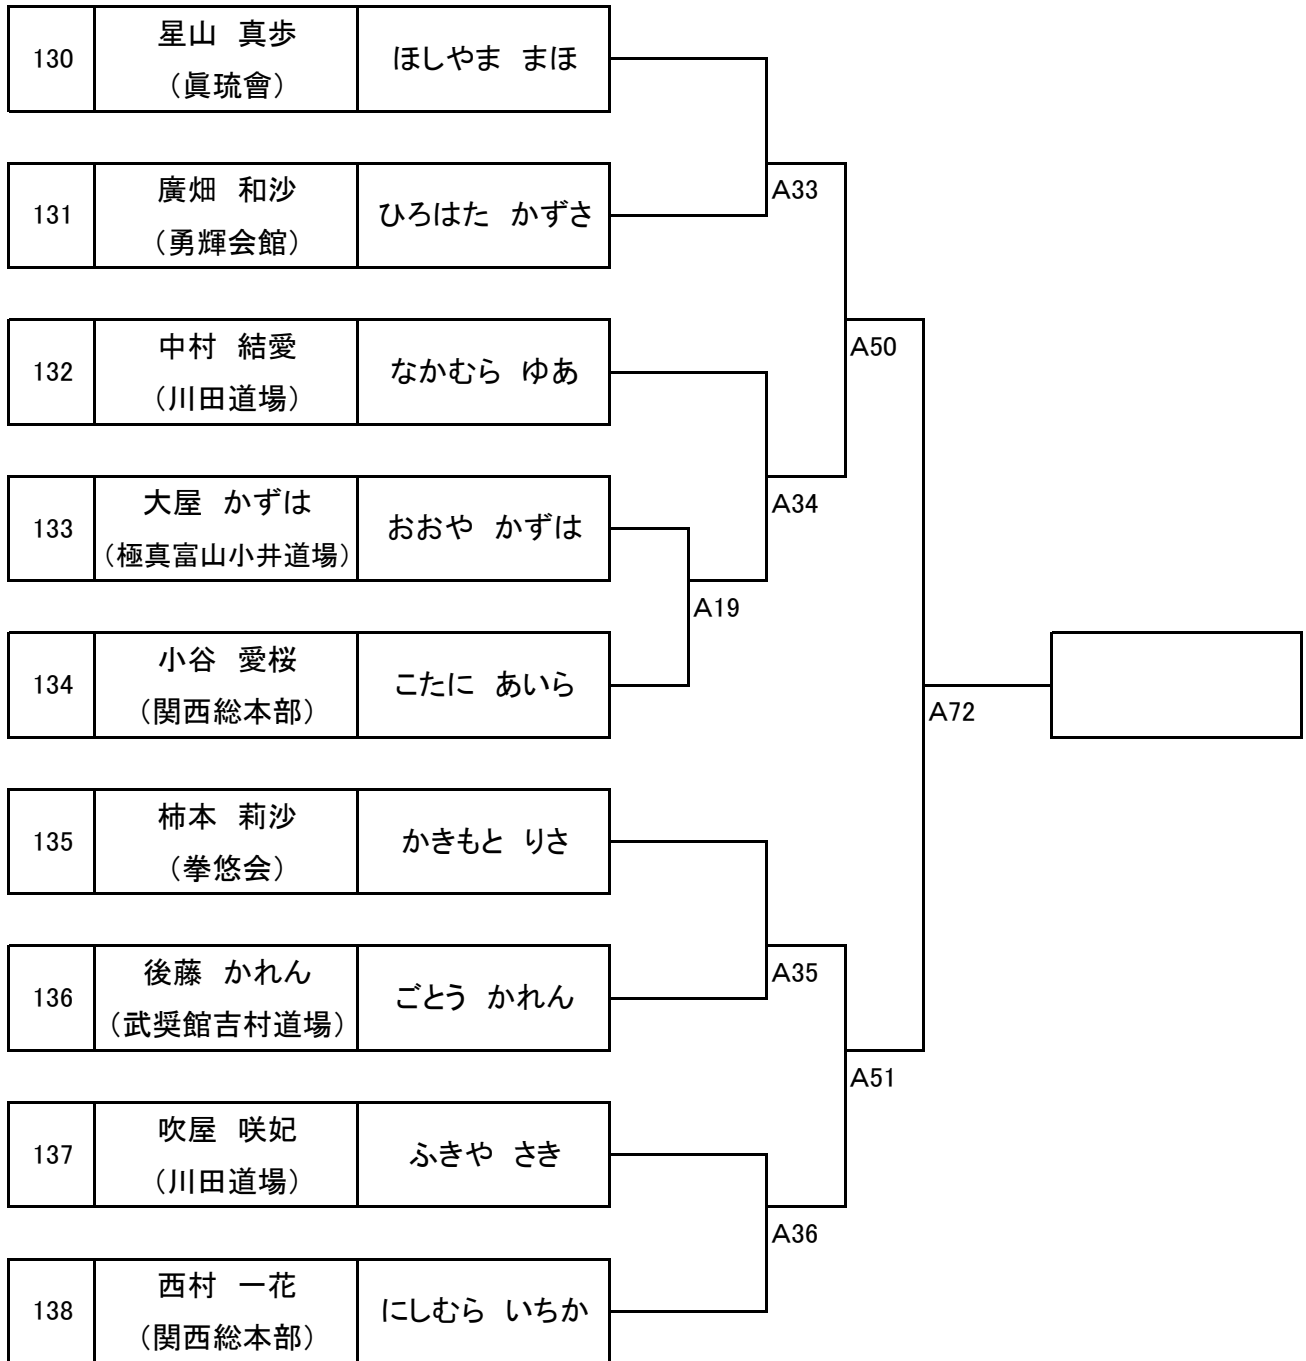 130
星山　真歩
（眞琉會）
ほしやま　まほ
131
廣畑　和沙
（勇輝会館）
ひろはた　かずさ
A33
132
中村　結愛
（川田道場）
なかむら　ゆあ
A50
133
大屋　かずは
（極真富山小井道場）
おおや　かずは
A34
A19
134
小谷　愛桜
（関西総本部）
こたに　あいら
A72
135
柿本　莉沙
（拳悠会）
かきもと　りさ
136
後藤　かれん
（武奨館吉村道場）
ごとう　かれん
A35
A51
137
吹屋　咲妃
（川田道場）
ふきや　さき
A36
138
西村　一花
（関西総本部）
にしむら　いちか